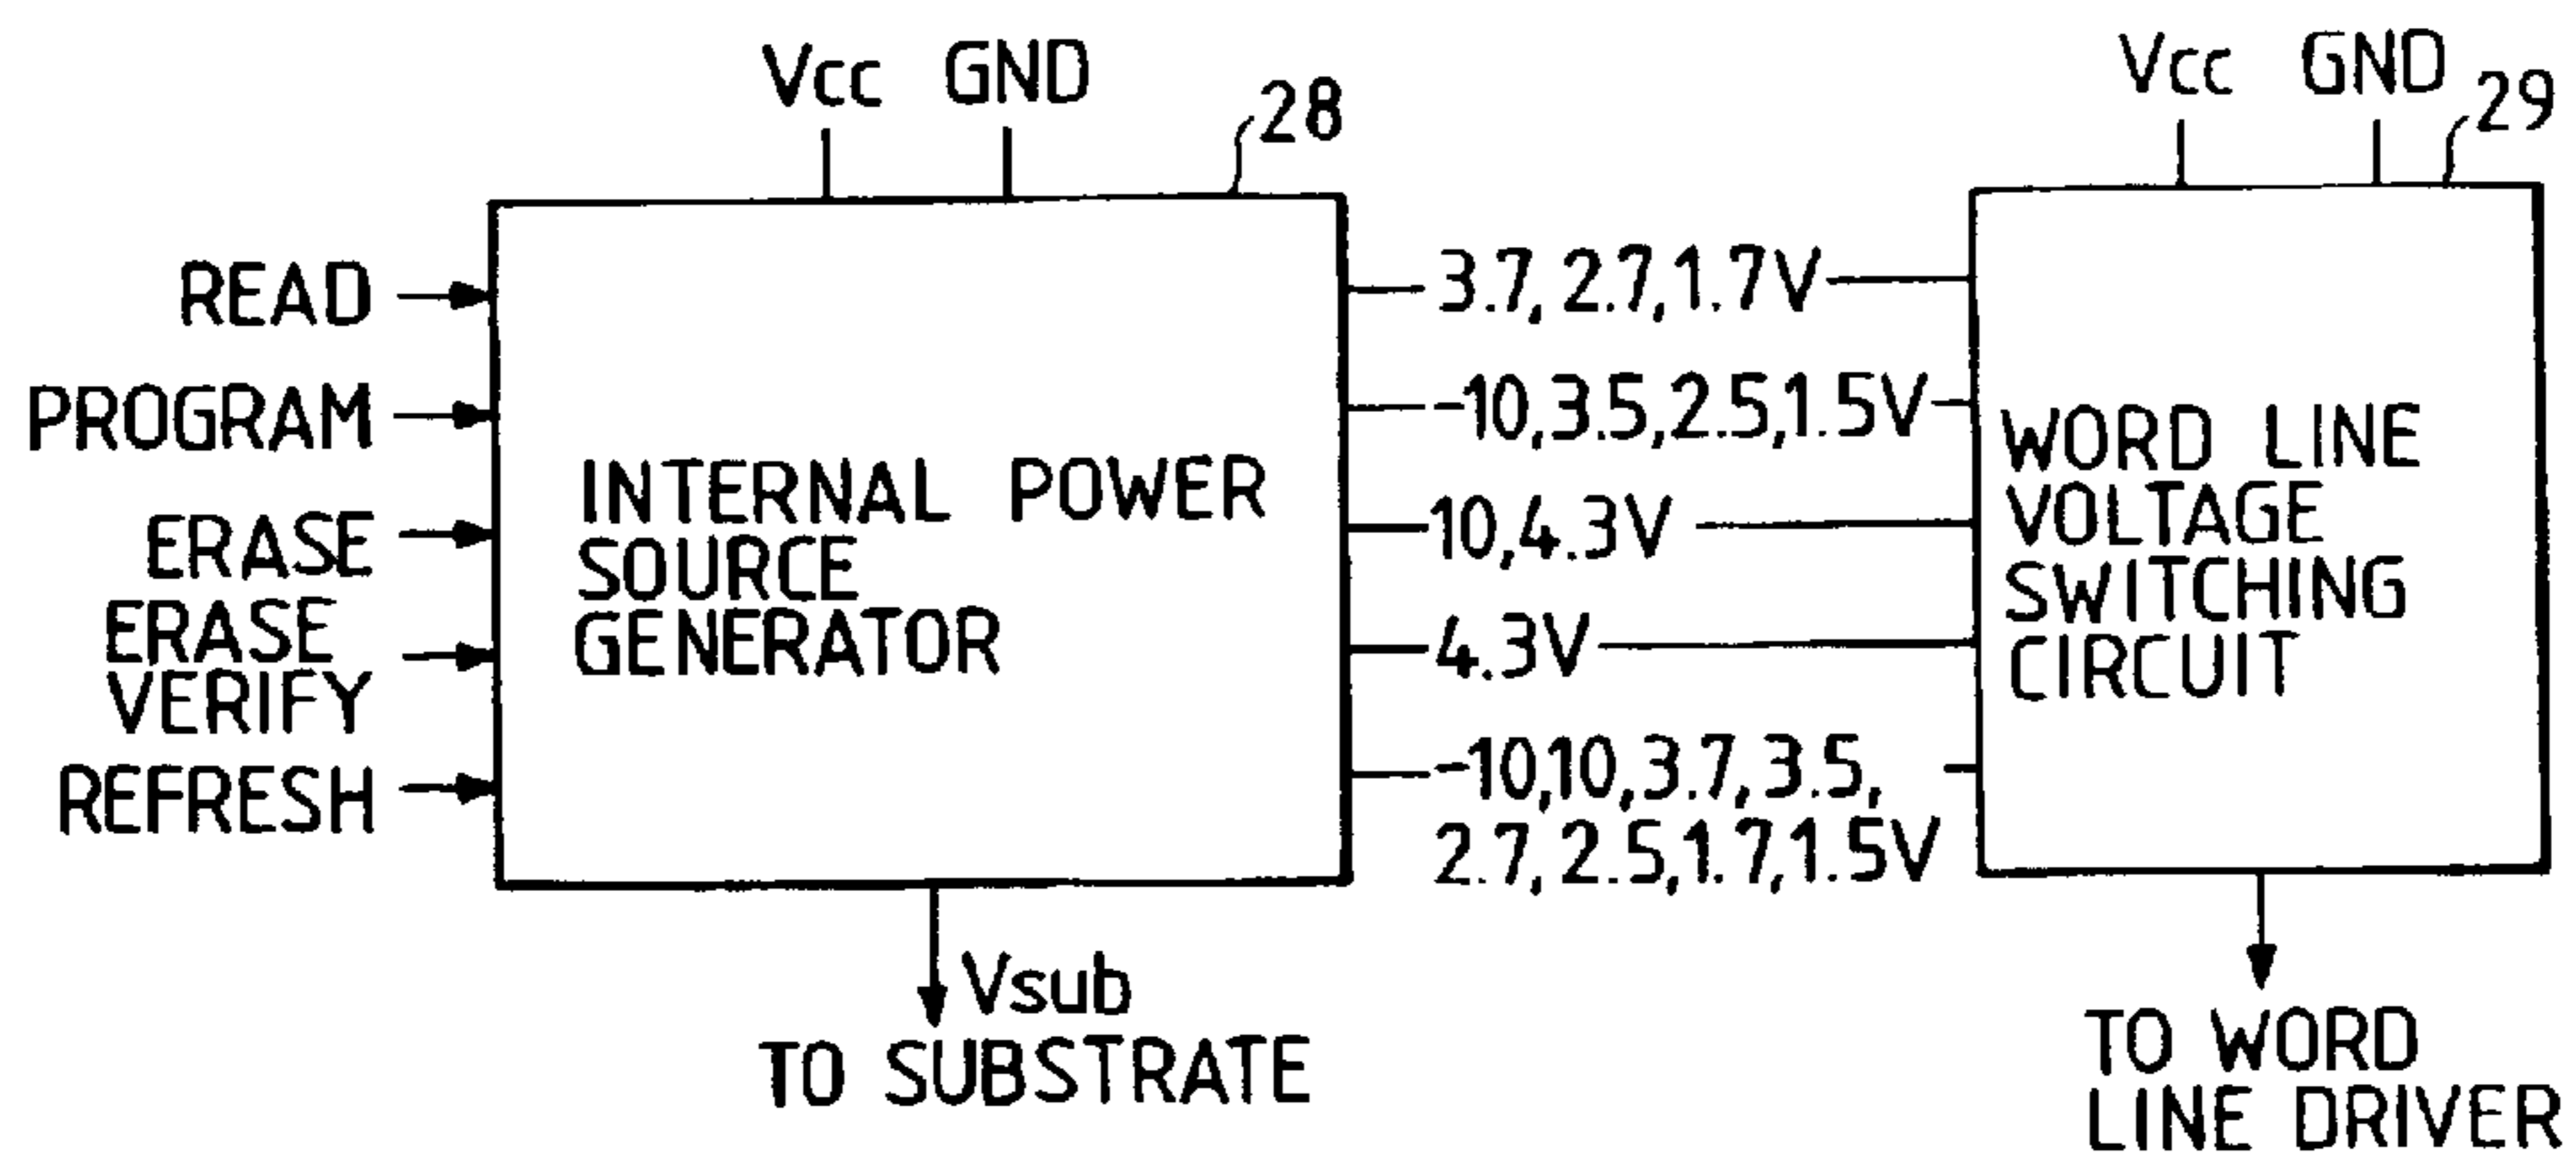 Vcc GND
28
READ
PROGRAM
ERASE
ERASE
VERIFY
REFRESH
INTERNAL POWER
SOURCE
GENERATOR
3.7, 2.7, 1.7V
-10, 3.5, 2.5, 1.5V
10, 4.3V
4.3V
-10, 10, 3.7, 3.5,
2.7, 2.5, 1.7, 1.5V
Vsub
TO SUBSTRATE
Vcc GND
29
WORD LINE
VOLTAGE
SWITCHING
CIRCUIT
TO WORD
LINE DRIVER